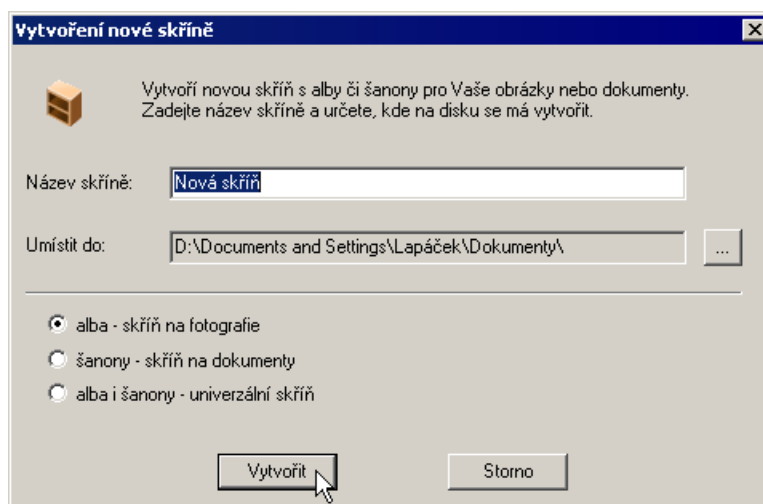 Vytvoření nové skříně
Vytvoří novou skříň s alby či šanony pro Vaše obrázky nebo dokumenty.
Zadejte název skříně a určete, kde na disku se má vytvořit.
Název skříně: Nová skříň
Umístit do: D:\Documents and Settings\Lapáček\Dokumenty\ ...
alba - skříň na fotografie
šanony - skříň na dokumenty
alba i šanony - univerzální skříň
Vytvořit Storno